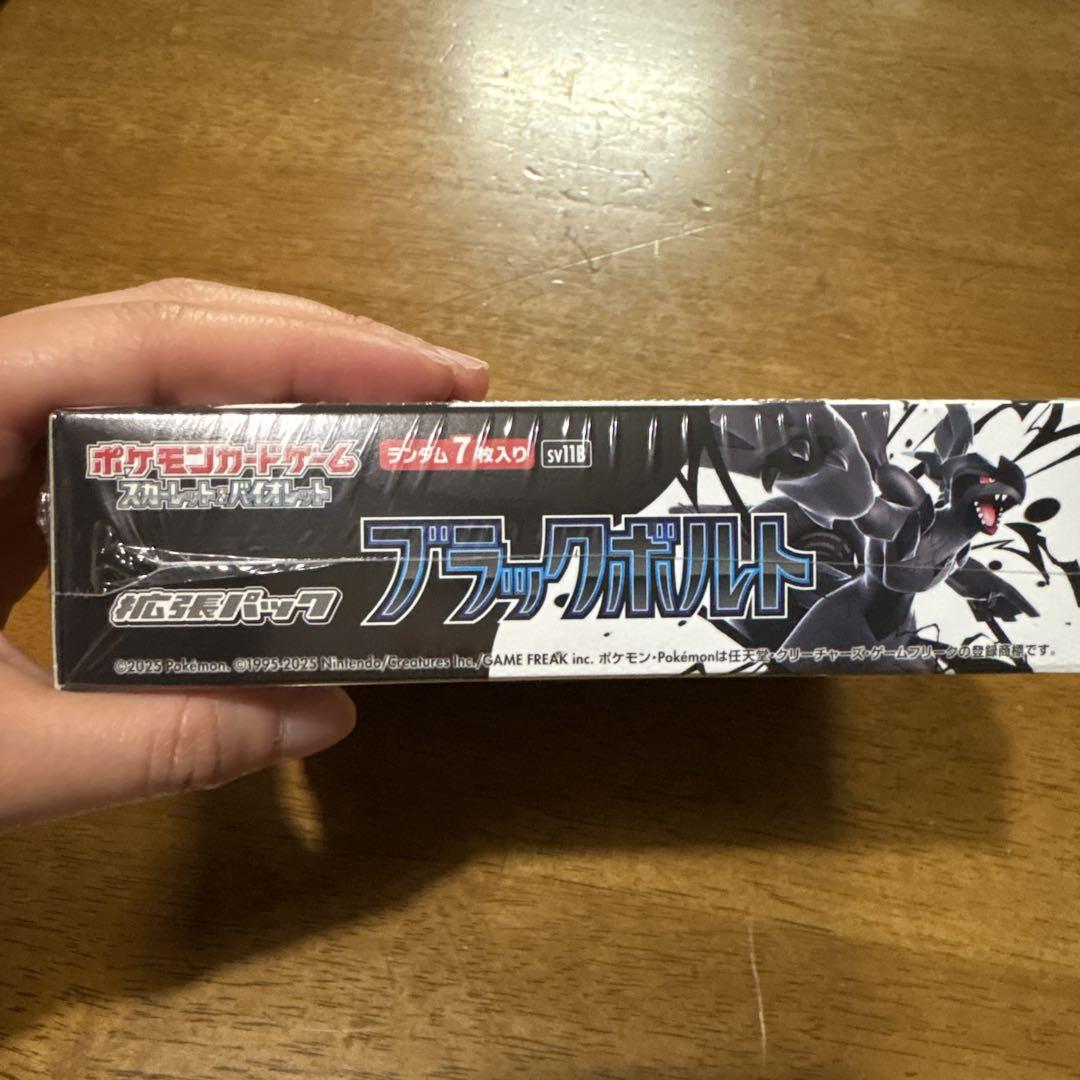 ポケモンカードゲーム
スカーレット&バイオレット
ランダム7枚入り
sv11B
拡張パック
ブラックボルト
©2025 Pokémon. ©1995-2025 Nintendo/Creatures Inc./GAME FREAK inc. ポケモン・Pokémonは任天堂・クリーチャーズ・ゲームフリークの登録商標です。